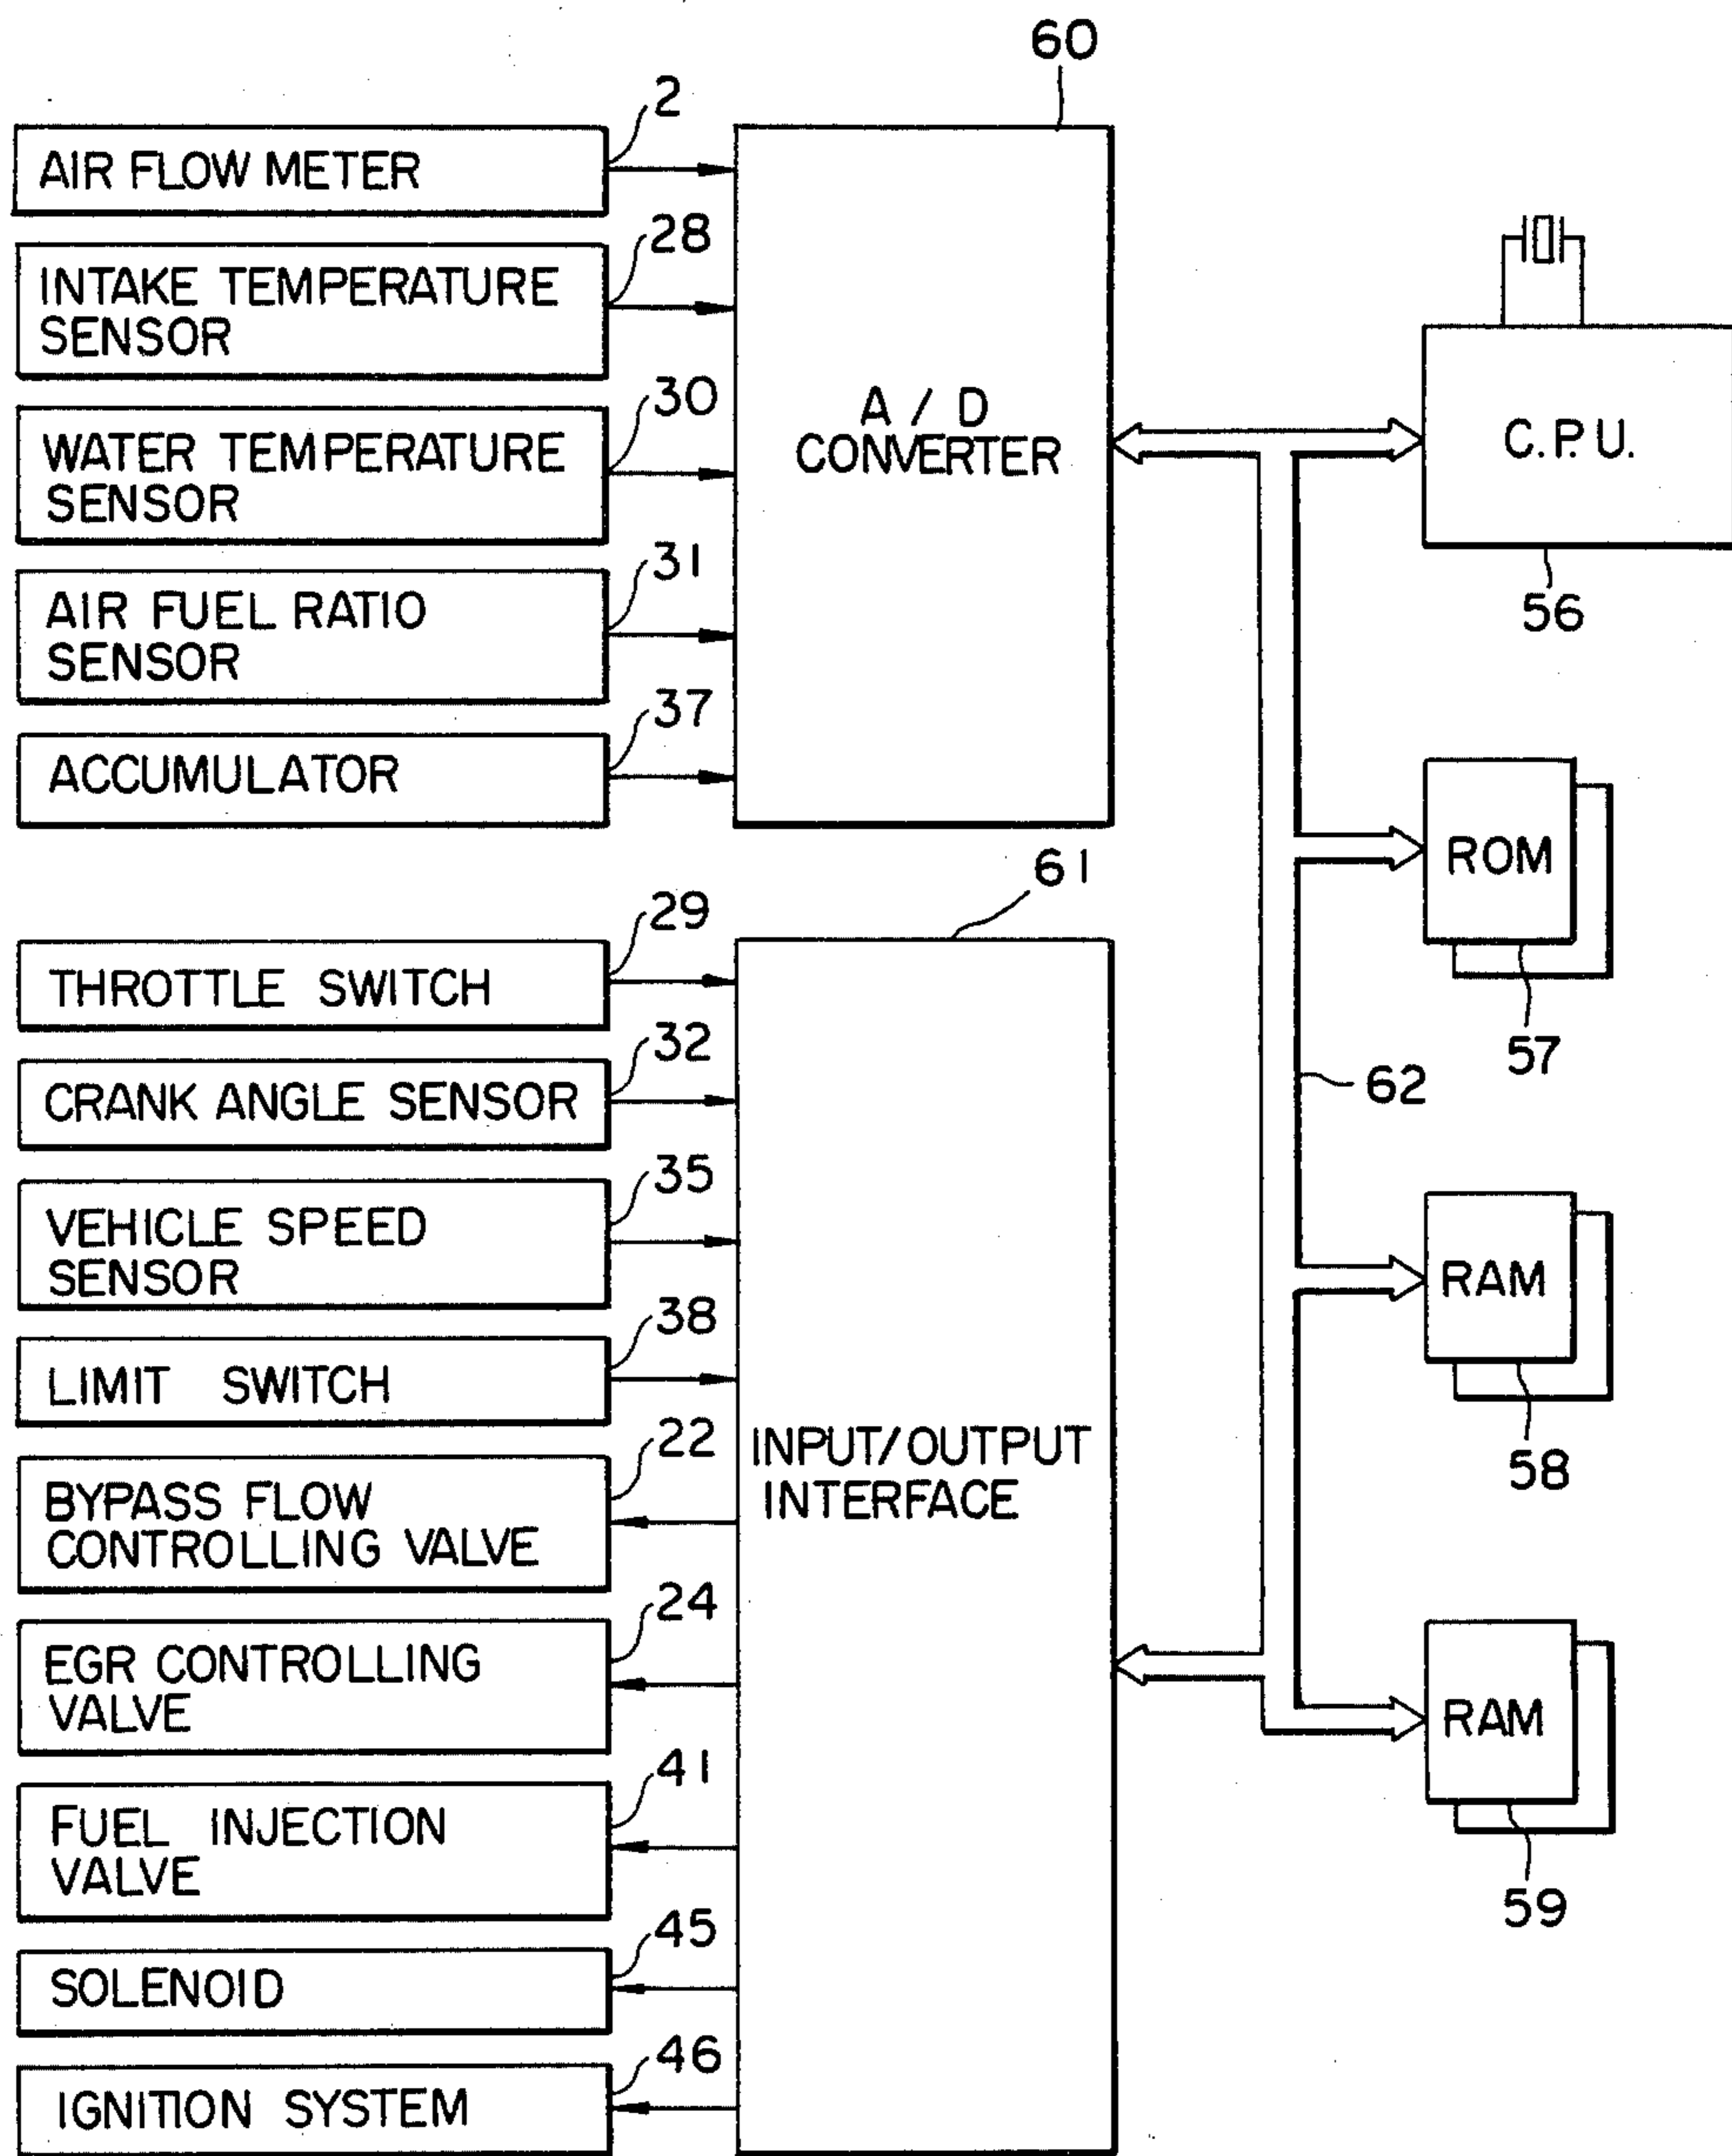 60
2
AIR FLOW METER
28
INTAKE TEMPERATURE
SENSOR
30
WATER TEMPERATURE
SENSOR
31
AIR FUEL RATIO
SENSOR
37
ACCUMULATOR
A / D
CONVERTER
C.P.U.
56
ROM
57
61
29
THROTTLE SWITCH
32
CRANK ANGLE SENSOR
35
VEHICLE SPEED
SENSOR
38
LIMIT SWITCH
22
BYPASS FLOW
CONTROLLING VALVE
24
EGR CONTROLLING
VALVE
41
FUEL INJECTION
VALVE
45
SOLENOID
46
IGNITION SYSTEM
INPUT/OUTPUT
INTERFACE
62
RAM
58
RAM
59